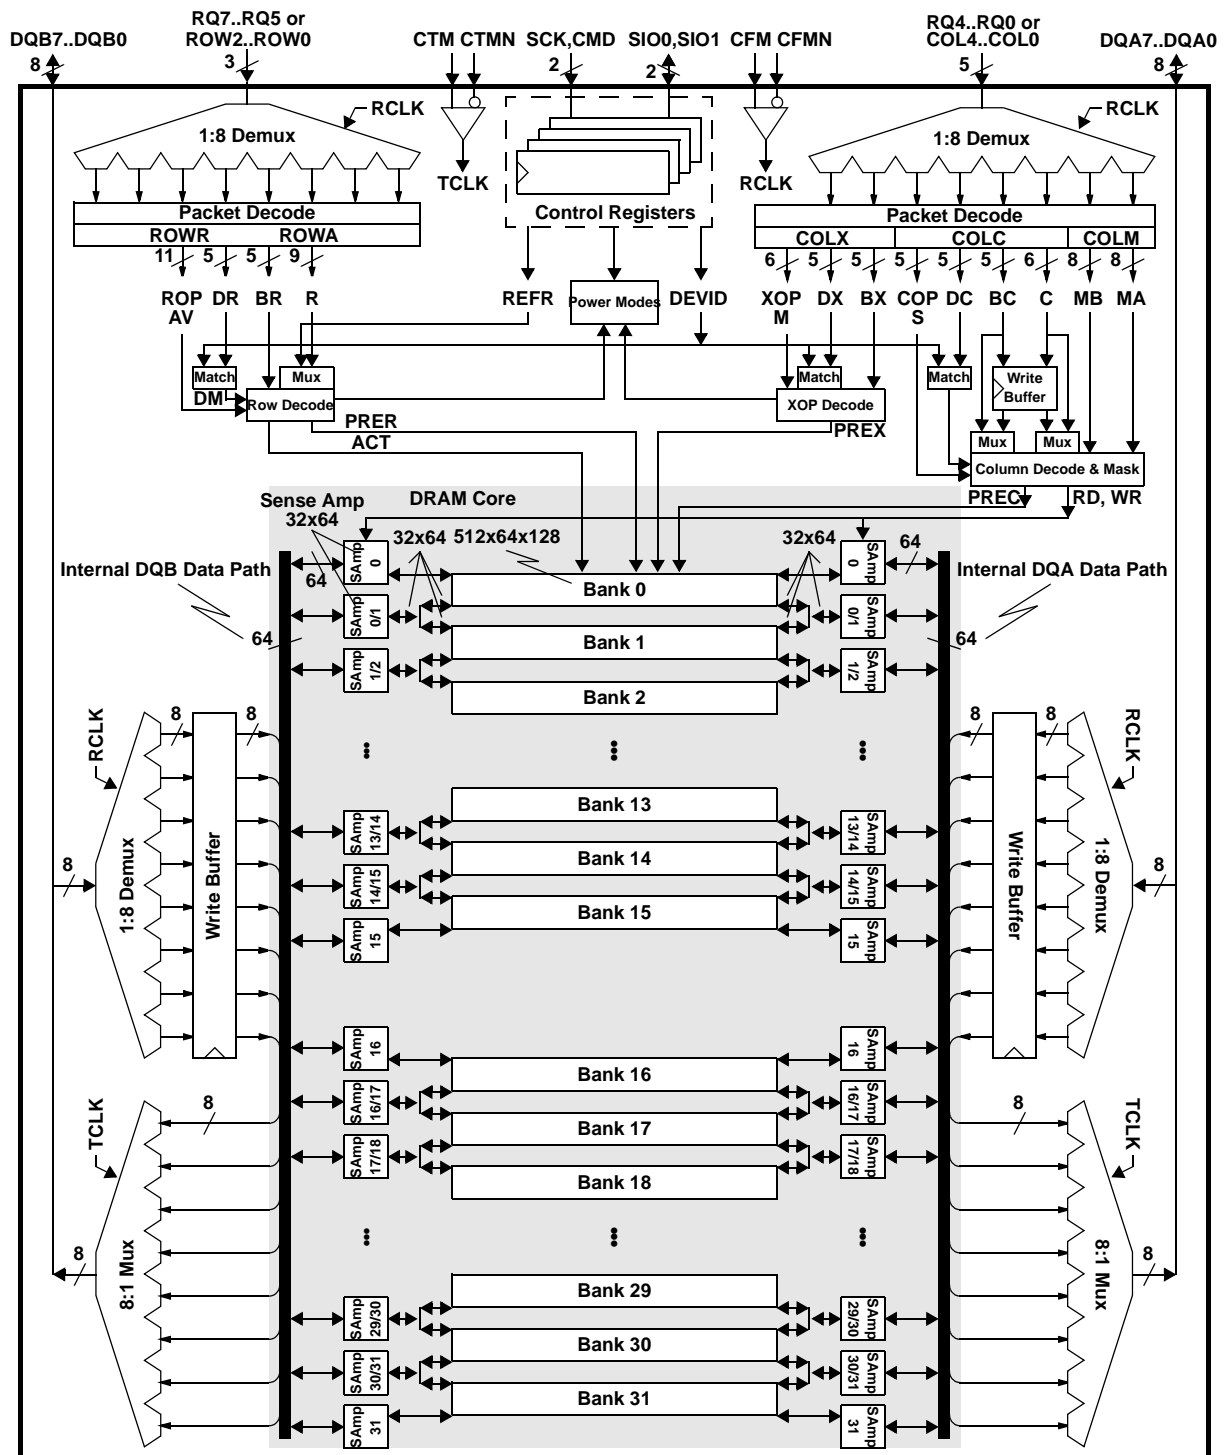 RQ7..RQ5 or
ROW2..ROW0
RQ4..RQ0 or
COL4..COL0
DQB7..DQB0
CTM CTMN
SCK,CMD
SIO0,SIO1
CFM CFMN
DQA7..DQA0
8
3
2
2
5
8
RCLK
1:8 Demux
TCLK
Control Registers
RCLK
RCLK
1:8 Demux
Packet Decode
ROWR
ROWA
Packet Decode
COLX
COLC
COLM
11
5
5
9
6
5
5
5
5
5
6
8
8
ROP
AV
DR
BR
R
REFR
Power Modes
DEVID
XOP
M
DX
BX
COP
S
DC
BC
C
MB
MA
Match
Mux
DM
Row Decode
Match
XOP Decode
Match
Write
Buffer
Mux
Mux
Column Decode & Mask
PRER
ACT
PREX
PREC
RD, WR
Sense Amp
32x64
DRAM Core
32x64
512x64x128
32x64
Internal DQB Data Path
64
64
SAmp
0
SAmp
0/1
SAmp
1/2
Bank 0
Bank 1
Bank 2
SAmp
0
SAmp
0/1
SAmp
1/2
64
64
Internal DQA Data Path
RCLK
8
8
8
1:8 Demux
Write Buffer
SAmp
13/14
SAmp
14/15
SAmp
15
Bank 13
Bank 14
Bank 15
SAmp
13/14
SAmp
14/15
SAmp
15
8
8
RCLK
8
Write Buffer
1:8 Demux
SAmp
16
SAmp
16/17
SAmp
17/18
Bank 16
Bank 17
Bank 18
SAmp
16
SAmp
16/17
SAmp
17/18
TCLK
8
8
8:1 Mux
8
TCLK
8
8:1 Mux
SAmp
29/30
SAmp
30/31
SAmp
31
Bank 29
Bank 30
Bank 31
SAmp
29/30
SAmp
30/31
SAmp
31